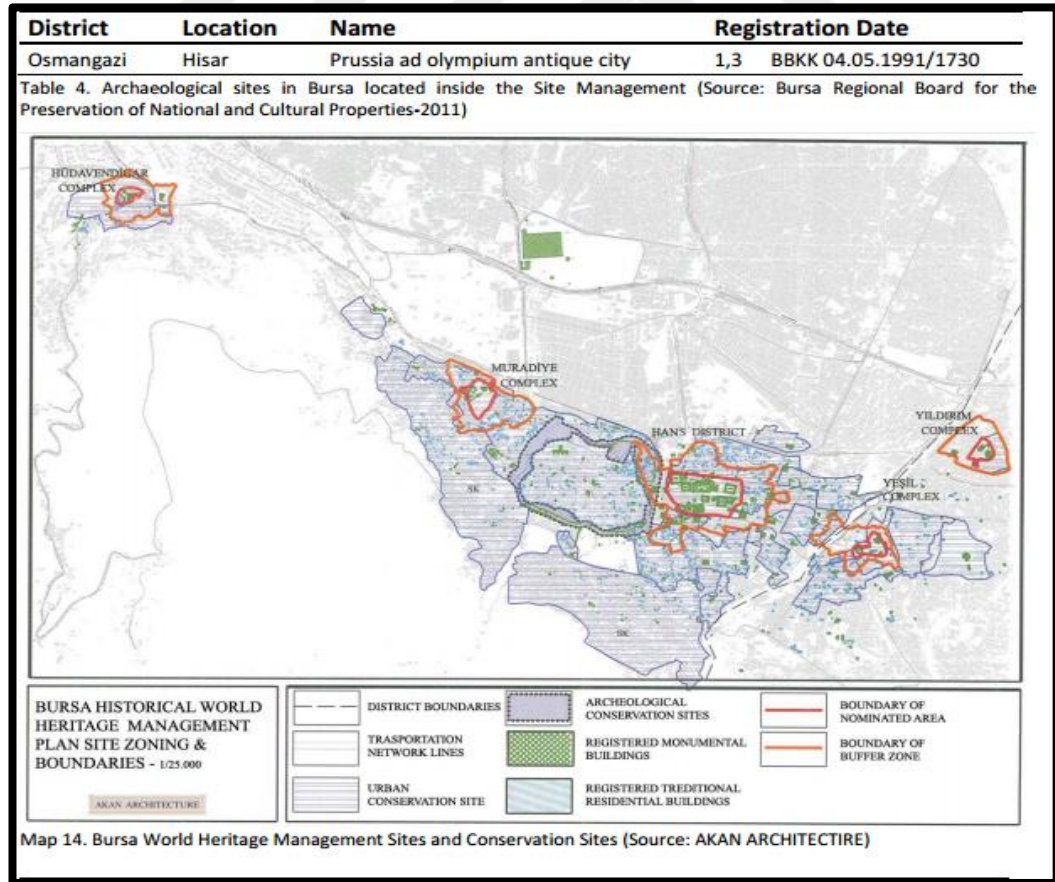 District Location Name Registration Date
Osmangazi Hisar Prussia ad olympium antique city 1,3 BBKK 04.05.1991/1730
Table 4. Archaeological sites in Bursa located inside the Site Management (Source: Bursa Regional Board for the
Preservation of National and Cultural Properties-2011)
HÜDAVENDİGAR
COMPLEX
MURADİYE
COMPLEX
HANS DISTRICT
YILDIRIM
COMPLEX
YEŞİL
COMPLEX
SK
SK
BURSA HISTORICAL WORLD
HERITAGE MANAGEMENT
PLAN SITE ZONING &
BOUNDARIES - 1/25.000
AKAN ARCHITECTURE
DISTRICT BOUNDARIES
TRASPORTATION
NETWORK LINES
URBAN
CONSERVATION SITE
ARCHEOLOGICAL
CONSERVATION SITES
REGISTERED MONUMENTAL
BUILDINGS
REGISTERED TREDITIONAL
RESIDENTIAL BUILDINGS
BOUNDARY OF
NOMINATED AREA
BOUNDARY OF
BUFFER ZONE
Map 14. Bursa World Heritage Management Sites and Conservation Sites (Source: AKAN ARCHITECTIRE)